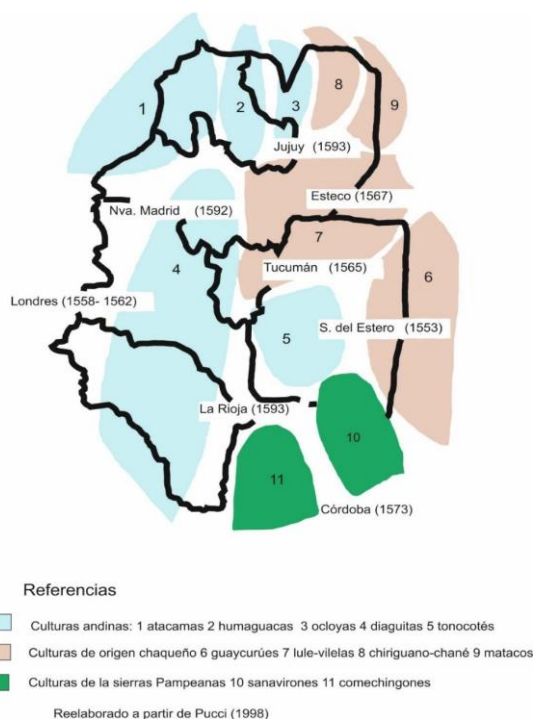 1
2
3
8
9
Jujuy (1593)
Esteco (1567)
Nva. Madrid (1592)
7
4
Tucumán (1565)
6
Londres (1558- 1562)
5
S. del Estero (1553)
La Rioja (1593)
10
11
Córdoba (1573)
Referencias
Culturas andinas: 1 atacamas 2 humaguacas 3 ocloyas 4 diaguitas 5 tonocotés
Culturas de origen chaqueño 6 guaycurúes 7 lule-vilelas 8 chiriguano-chané 9 matacos
Culturas de la sierras Pampeanas 10 sanavirones 11 comechingones
Reelaborado a partir de Pucci (1998)